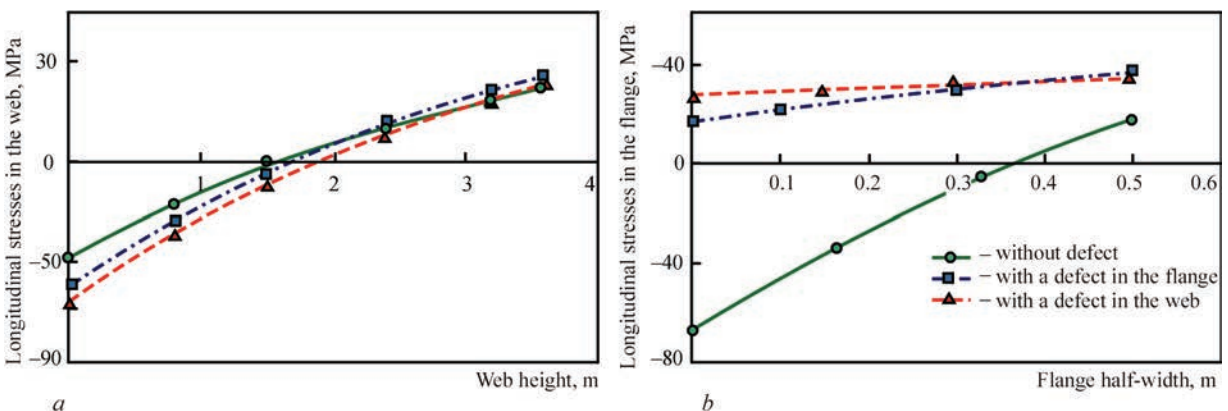 Longitudinal stresses in the web, MPa
30
0
–50
–90
1
2
3
4
Web height, m
a
Longitudinal stresses in the flange, MPa
–40
0
–40
–80
0.1
0.2
0.3
0.4
0.5
0.6
– without defect
– with a defect in the flange
– with a defect in the web
Flange half-width, m
b